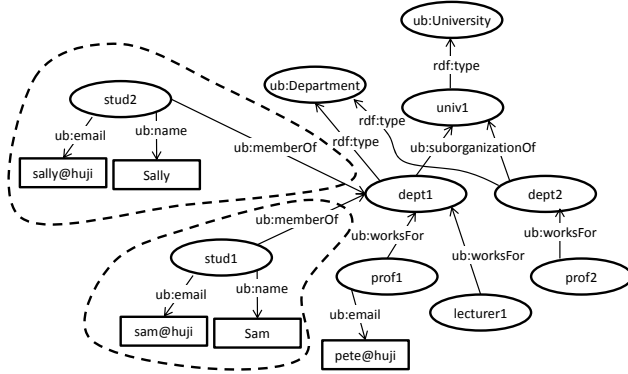 ub:University
rdf:type
ub:Department
stud2
rdf:type
univ1
ub:email
ub:name
rdf:type
ub:suborganizationOf
ub:memberOf
sally@huji
Sally
dept1
dept2
ub:memberOf
ub:worksFor
ub:worksFor
stud1
ub:worksFor
prof1
prof2
ub:email
ub:name
ub:email
lecturer1
sam@huji
Sam
pete@huji